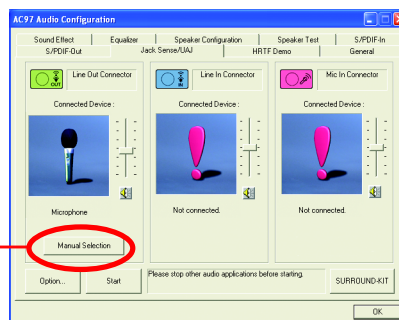 AC97 Audio Configuration
Sound Effect Equalizer Speaker Configuration Speaker Test S/PDIF-In
S/PDIF-Out Jack Sense/UAJ HRTF Demo General
OUT Line Out Connector IN Line In Connector Mic In Connector
Connected Device : Connected Device : Connected Device :
Microphone Not connected. Not connected.
Manual Selection
Option... Start Please stop other audio applications before starting. SURROUND-KIT
OK